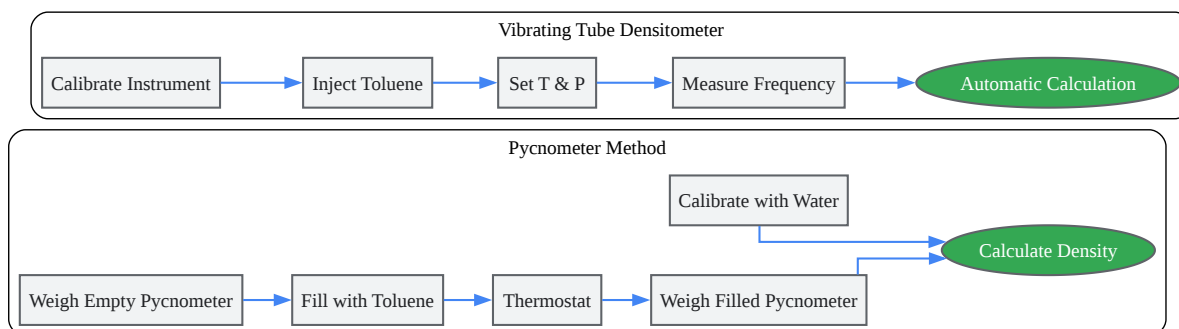 Vibrating Tube Densitometer
Calibrate Instrument
Inject Toluene
Set T & P
Measure Frequency
Automatic Calculation
Pycnometer Method
Calibrate with Water
Calculate Density
Weigh Empty Pycnometer
Fill with Toluene
Thermostat
Weigh Filled Pycnometer